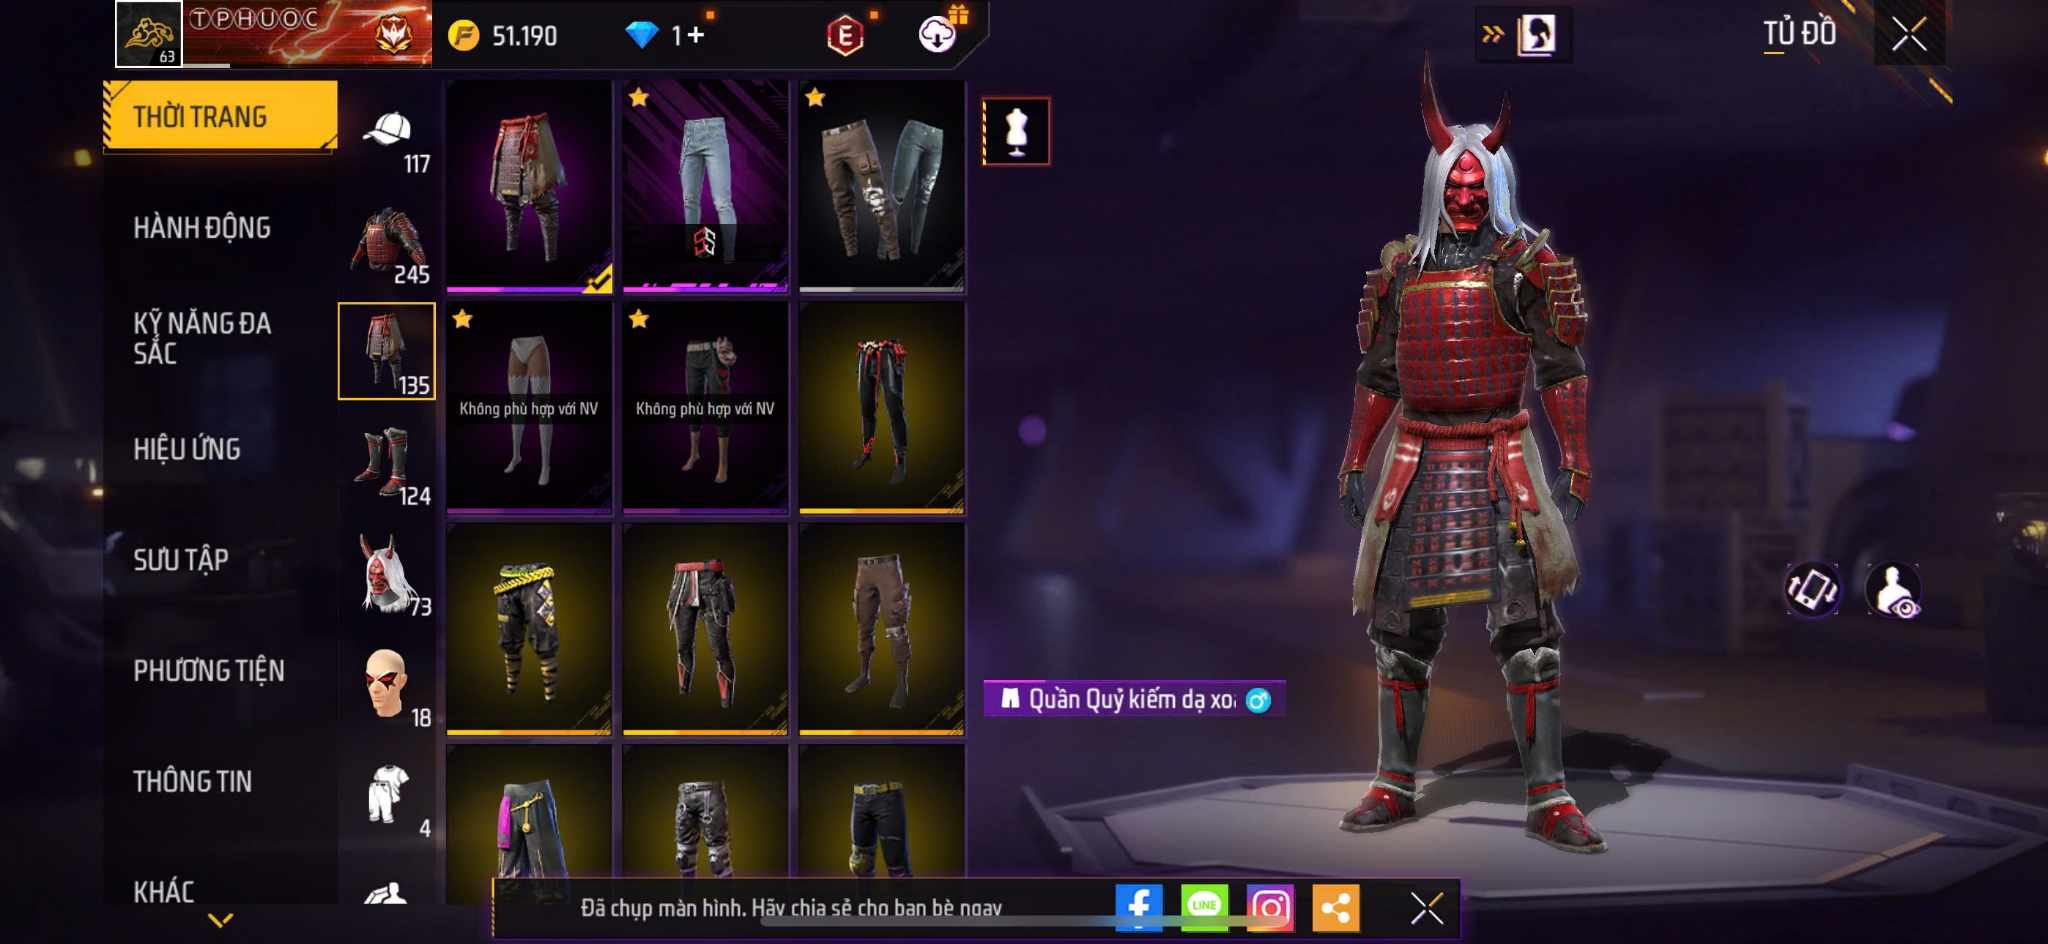 ⓉⓅⒽⓊⓄⒸ
63
51.190
1+
E
TỦ ĐỒ
THỜI TRANG
HÀNH ĐỘNG
KỸ NĂNG ĐA
SẮC
HIỆU ỨNG
SƯU TẬP
PHƯƠNG TIỆN
THÔNG TIN
KHÁC
117
245
135
124
73
18
4
Không phù hợp với NV
Không phù hợp với NV
Quần Quỷ kiếm dạ xo
Đã chụp màn hình. Hãy chia sẻ cho bạn bè ngay
LINE